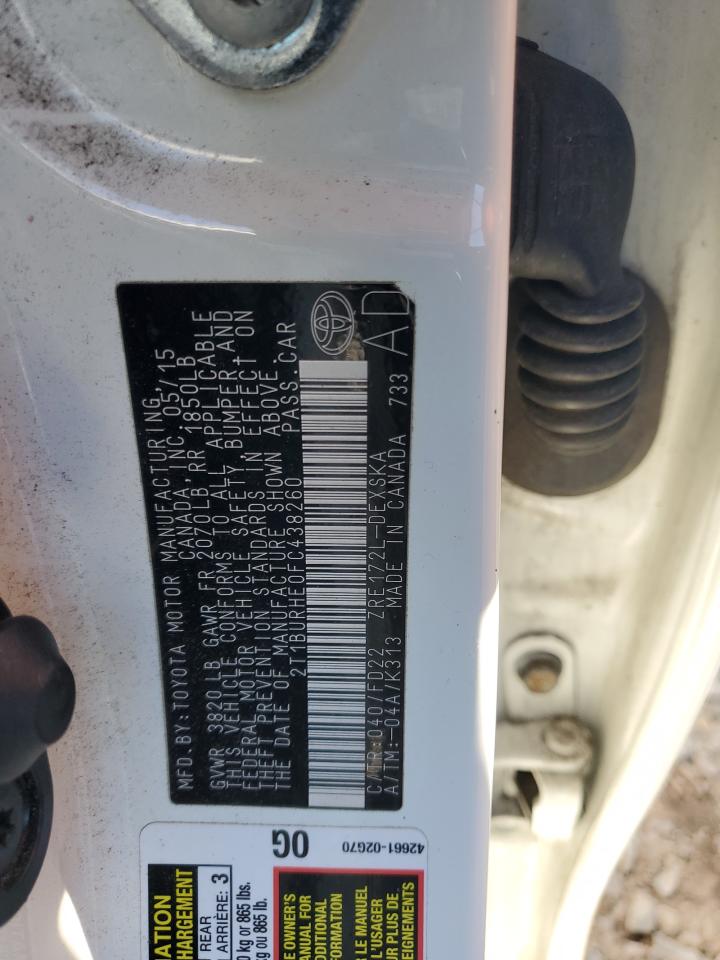 MFD.BY:TOYOTA MOTOR MANUFACTURING,
CANADA, INC. 05/15
GVWR 3820 LB GAWR FR 2020LB,RR 1850LB
THIS VEHICLE CONFORMS TO ALL APPLICABLE
FEDERAL MOTOR VEHICLE SAFETY, BUMPER, AND
THEFT PREVENTION STANDARDS IN EFFECT ON
THE DATE OF MANUFACTURE SHOWN ABOVE.
2T1BURHE0FC438260 PASS.CAR
C/TR:040/FD22 ZRE172L-DEXSKA
A/TM:-04A/K313 MADE IN CANADA 733
AD
0G
42661-02G70
REAR
ARRIÈRE: 3
kg or 865 lbs.
kg ou 865 lb.
OWNER'S
MANUAL FOR
LE MANUEL
L'USAGER
PLUS DE